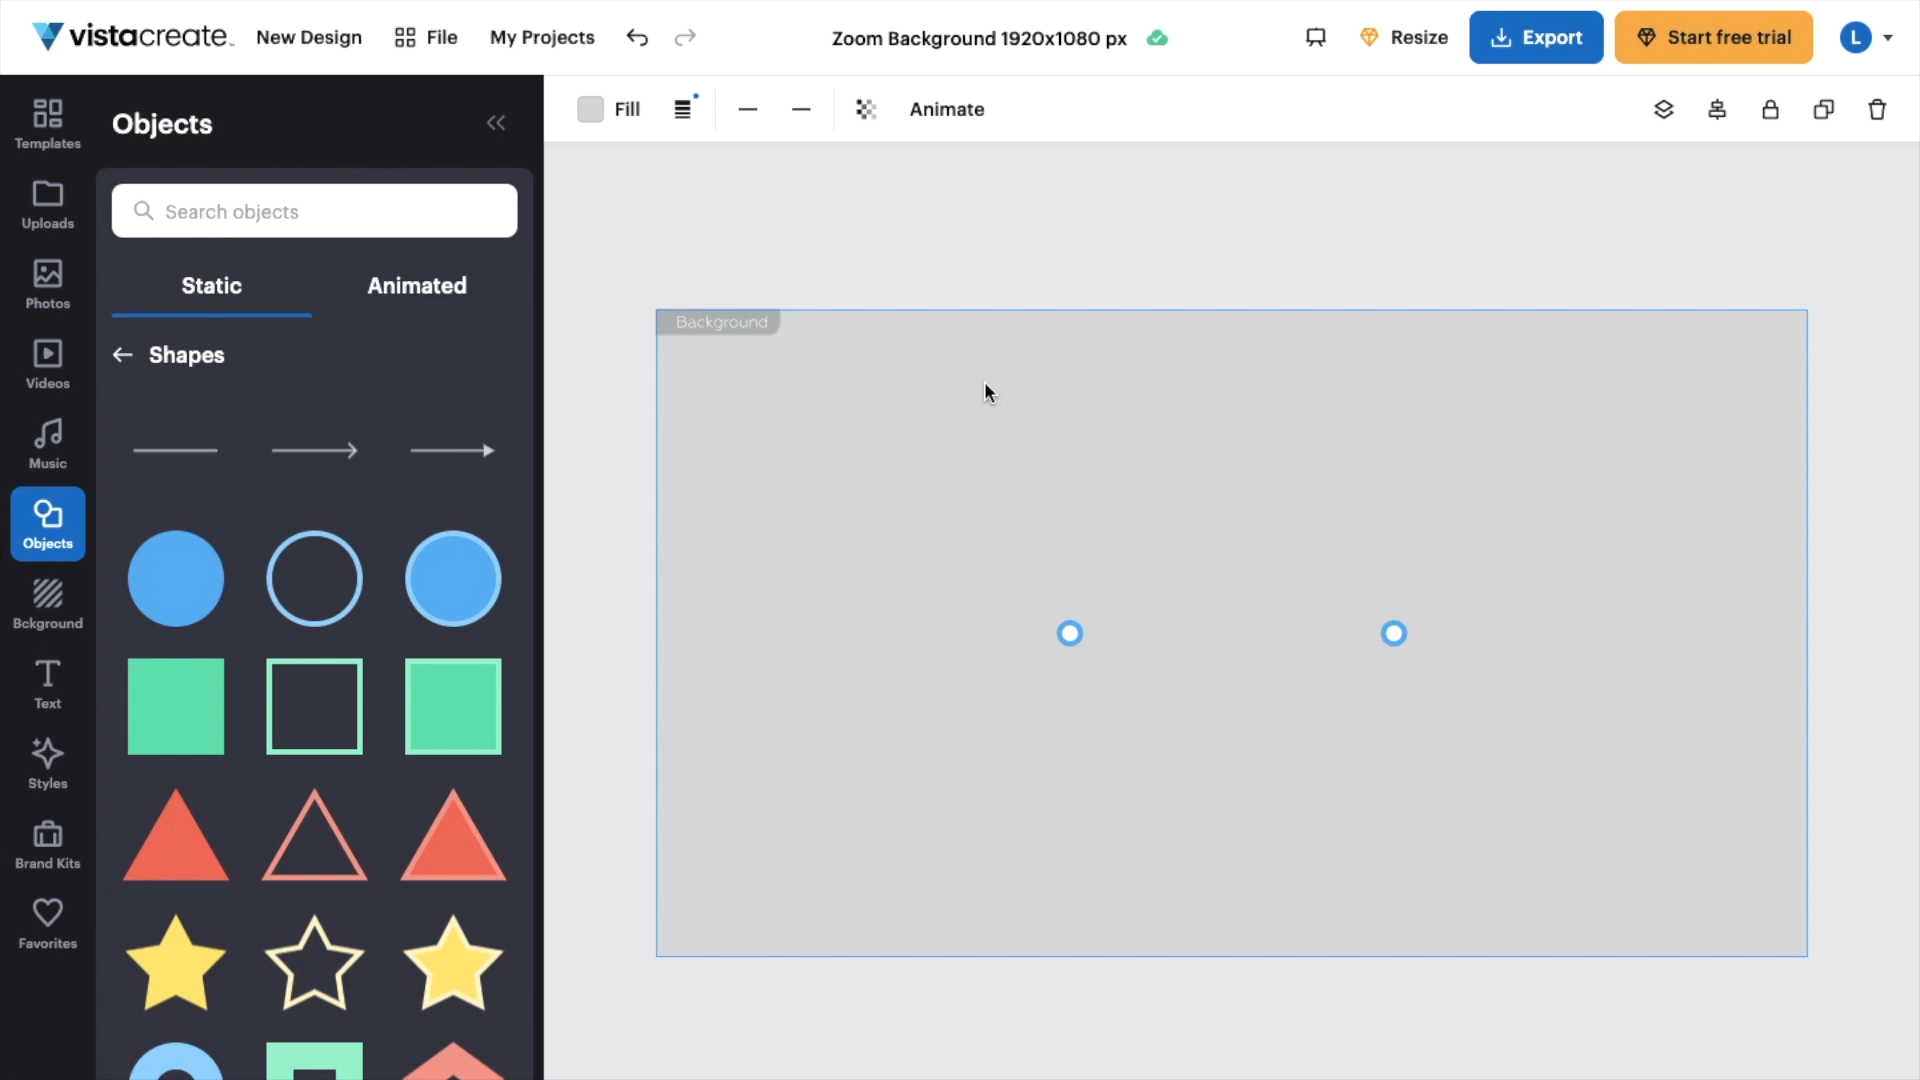 vistacreate
New Design
File
My Projects
Zoom Background 1920x1080 px
Resize
Export
Start free trial
L
Templates
Uploads
Photos
Videos
Music
Objects
Bckground
Text
Styles
Brand Kits
Favorites
Objects
Search objects
Static
Animated
Shapes
Fill
Animate
Background